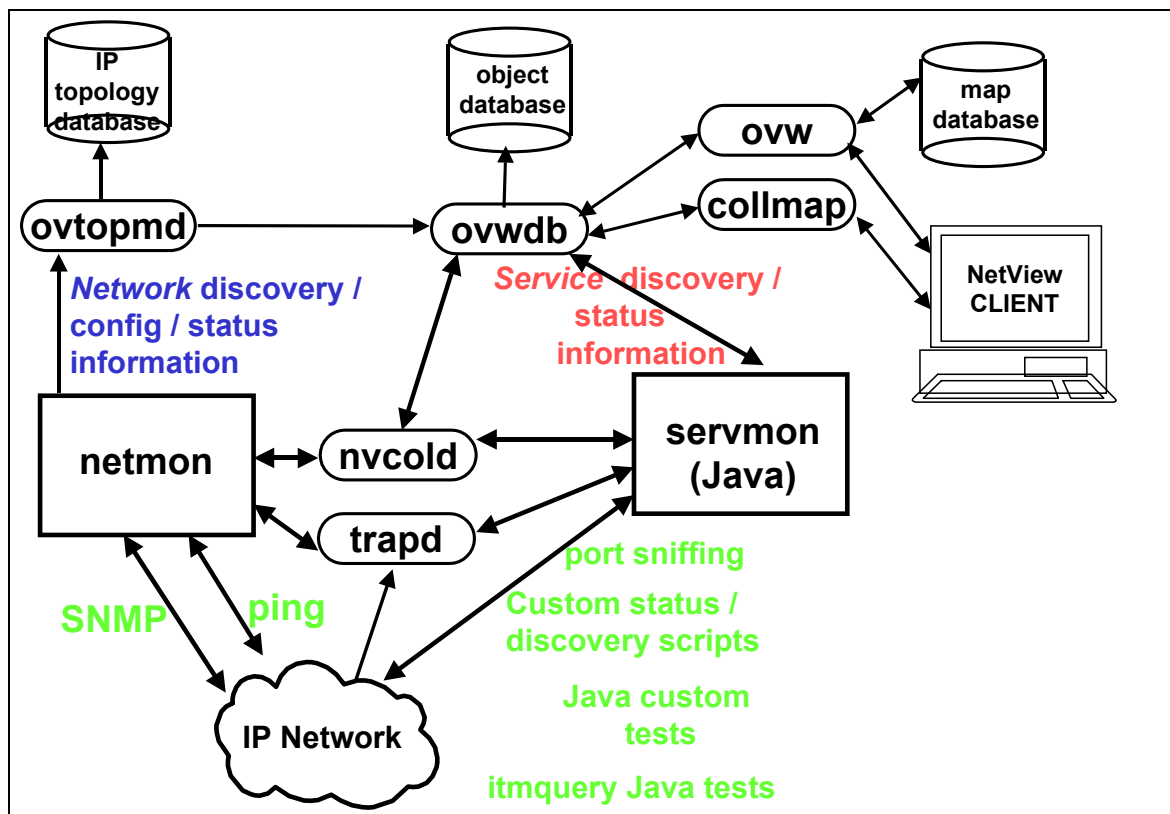 IP
topology
database
object
database
map
database
ovw
collmap
ovtopmd
ovwdb
NetView
CLIENT
Network discovery /
config / status
information
Service discovery /
status
information
netmon
nvcold
servmon
(Java)
trapd
SNMP
ping
port sniffing
Custom status /
discovery scripts
IP Network
Java custom
tests
itmquery Java tests